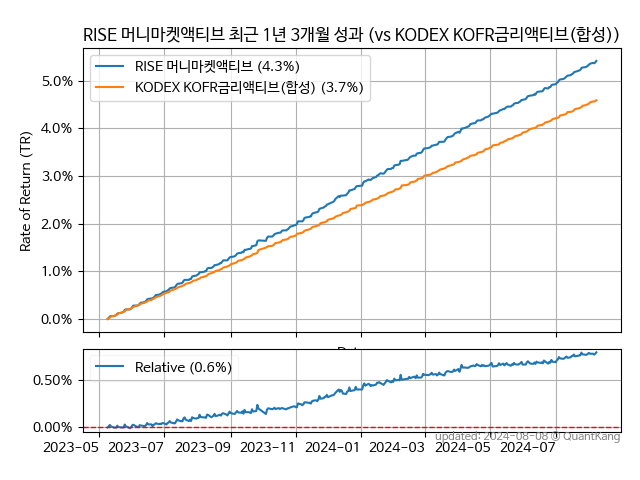 RISE 머니마켓액티브 최근 1년 3개월 성과 (vs KODEX KOFR금리액티브(합성))
RISE 머니마켓액티브 (4.3%)
KODEX KOFR금리액티브(합성) (3.7%)
Rate of Return (TR)
5.0%
4.0%
3.0%
2.0%
1.0%
0.0%
Relative (0.6%)
0.50%
0.00%
2023-05 2023-07 2023-09 2023-11 2024-01 2024-03 2024-05 2024-07
updated: 2024-08-08 © QuantKang